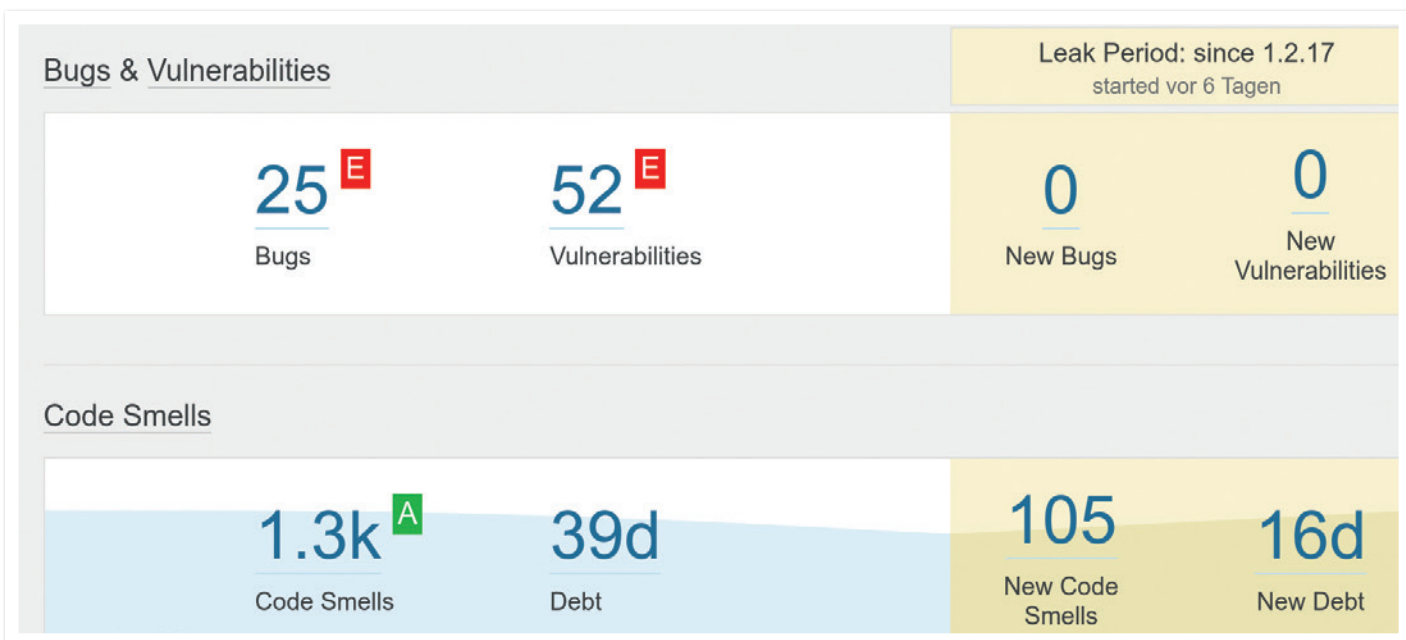 Bugs & Vulnerabilities
Leak Period: since 1.2.17
started vor 6 Tagen
25 E
Bugs
52 E
Vulnerabilities
0
New Bugs
0
New
Vulnerabilities
Code Smells
1.3k A
Code Smells
39d
Debt
105
New Code
Smells
16d
New Debt